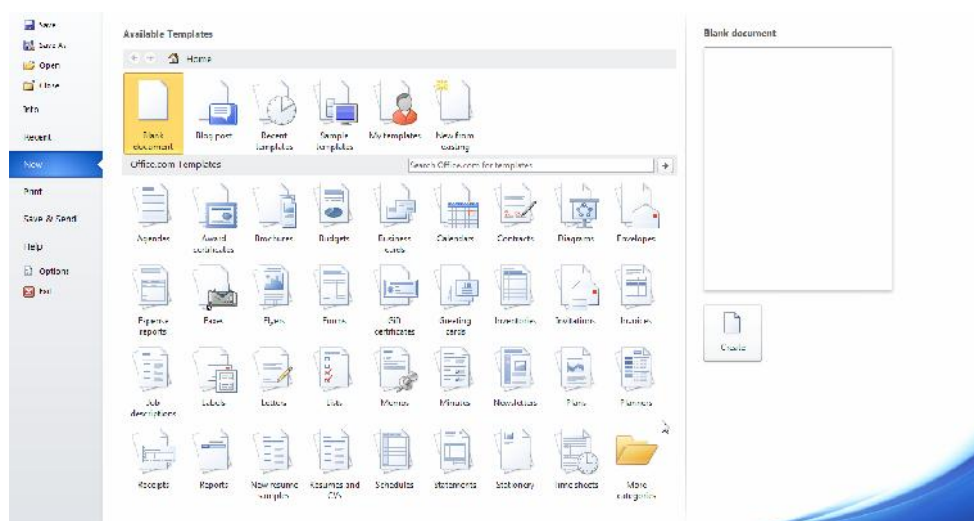 Save
Save As
Open
Close
Info
Recent
New
Print
Save & Send
Help
Options
Exit
Available Templates
Home
Blank document
Blog post
Recent templates
Sample templates
My templates
New from existing
Office.com Templates
Search Office.com for templates
Agendas
Award certificates
Brochures
Budgets
Business cards
Calendars
Contracts
Diagrams
Envelopes
Expense reports
Faxes
Flyers
Forms
Gift certificates
Greeting cards
Inventories
Invitations
Invoices
Job descriptions
Labels
Letters
Lists
Memos
Minutes
Newsletters
Plans
Planners
Receipts
Reports
New resume samples
Resumes and CVs
Schedules
Statements
Stationery
Time sheets
More categories
Blank document
Create